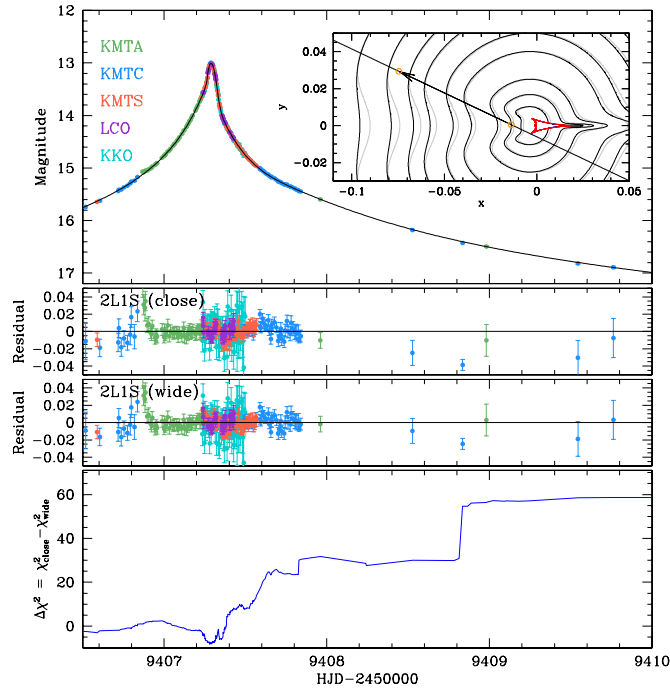 12
13
14
15
16
17
Magnitude
KMTA
KMTC
KMTS
LCO
KKO
0.04
0.02
0
−0.02
y
−0.1
−0.05
0
0.05
x
0.04
0.02
0
−0.02
−0.04
Residual
2L1S (close)
0.04
0.02
0
−0.02
−0.04
Residual
2L1S (wide)
60
40
20
0
Δχ² = χ²close−χ²wide
9407
9408
9409
9410
HJD−2450000